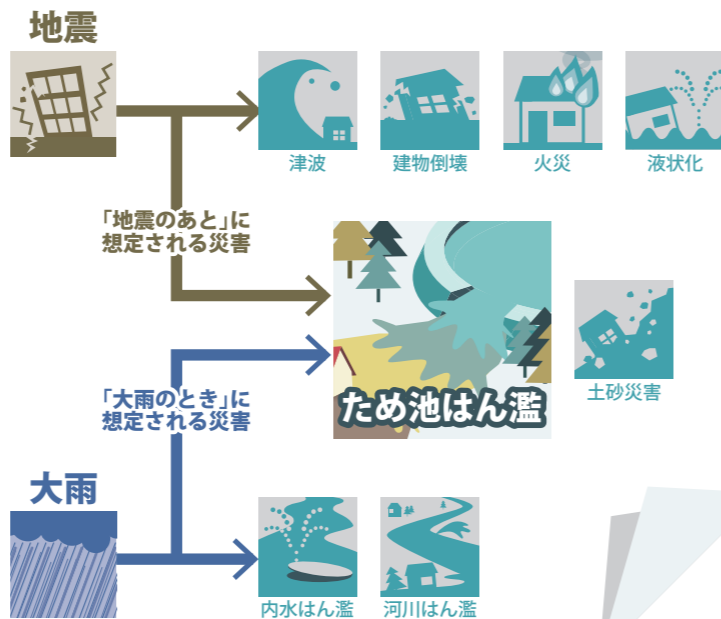 地震
津波
建物倒壊
火災
液状化
「地震のあと」に
想定される災害
ため池はん濫
土砂災害
「大雨のとき」に
想定される災害
大雨
内水はん濫
河川はん濫